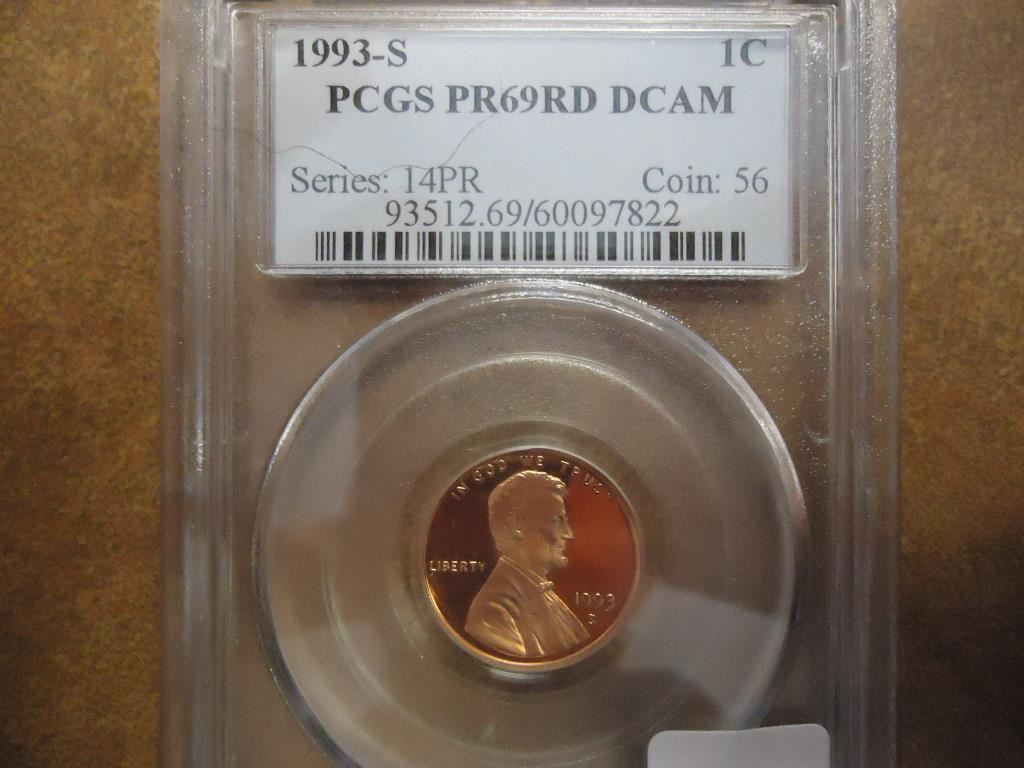 1993-S 1C
PCGS PR69RD DCAM
Series: 14PR Coin: 56
93512.69/60097822
IN GOD WE TRUST
LIBERTY
1993
S